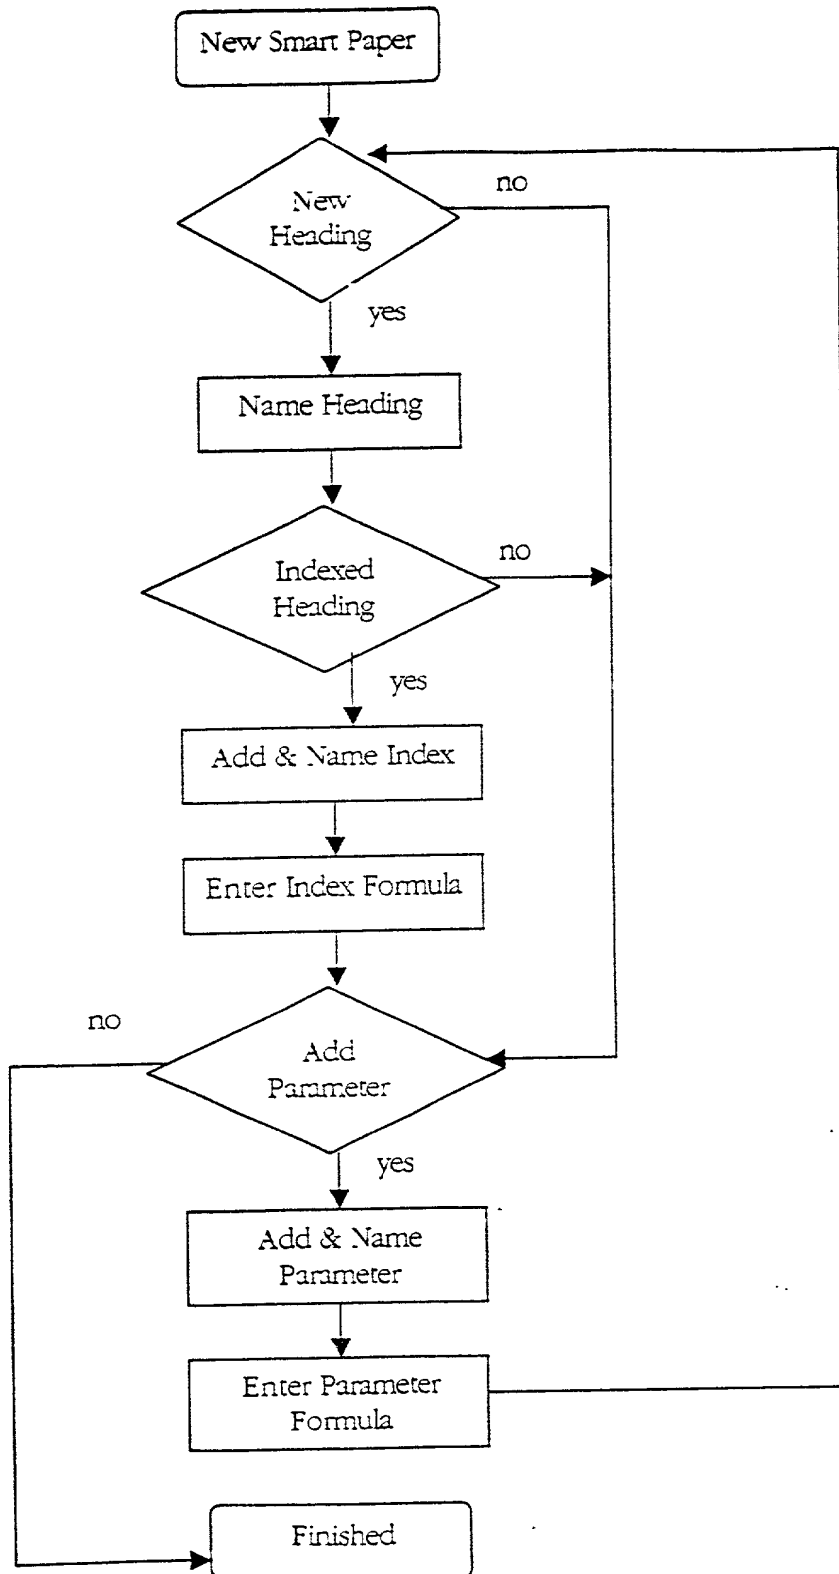 New Smart Paper
no
New
Heading
yes
Name Heading
no
Indexed
Heading
yes
Add & Name Index
Enter Index Formula
no
Add
Parameter
yes
Add & Name
Parameter
Enter Parameter
Formula
Finished